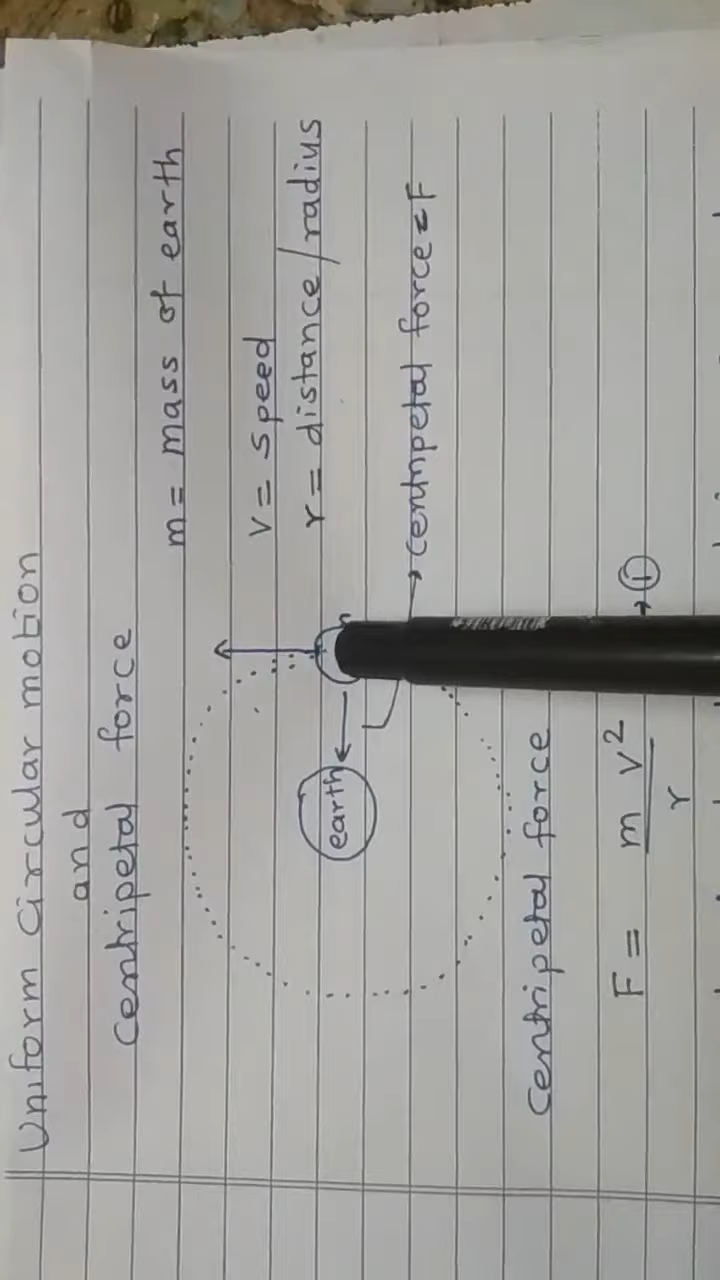 Uniform Circular motion
and
Centripetal force
m = mass of earth
V = Speed
r = distance/radius
earth
centripetal force = F
Centripetal force
F = m v²
r
→ ①